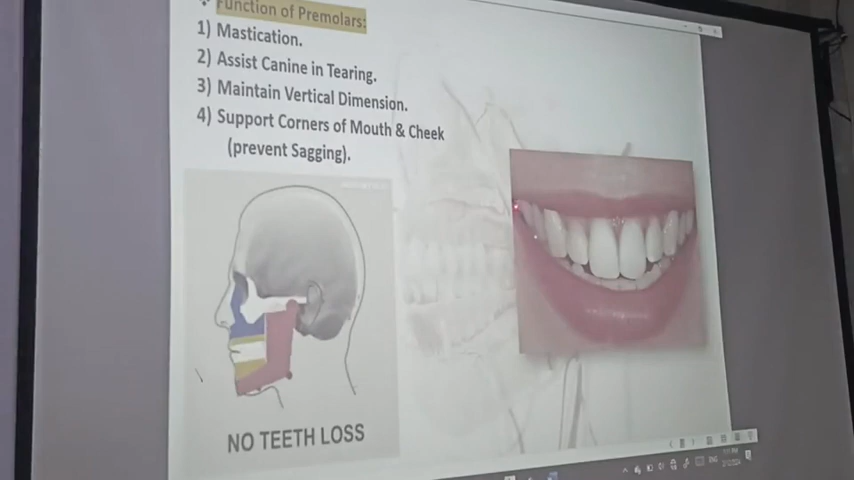 Function of Premolars:
1) Mastication.
2) Assist Canine in Tearing.
3) Maintain Vertical Dimension.
4) Support Corners of Mouth & Cheek
(prevent Sagging).
NO TEETH LOSS
ENG